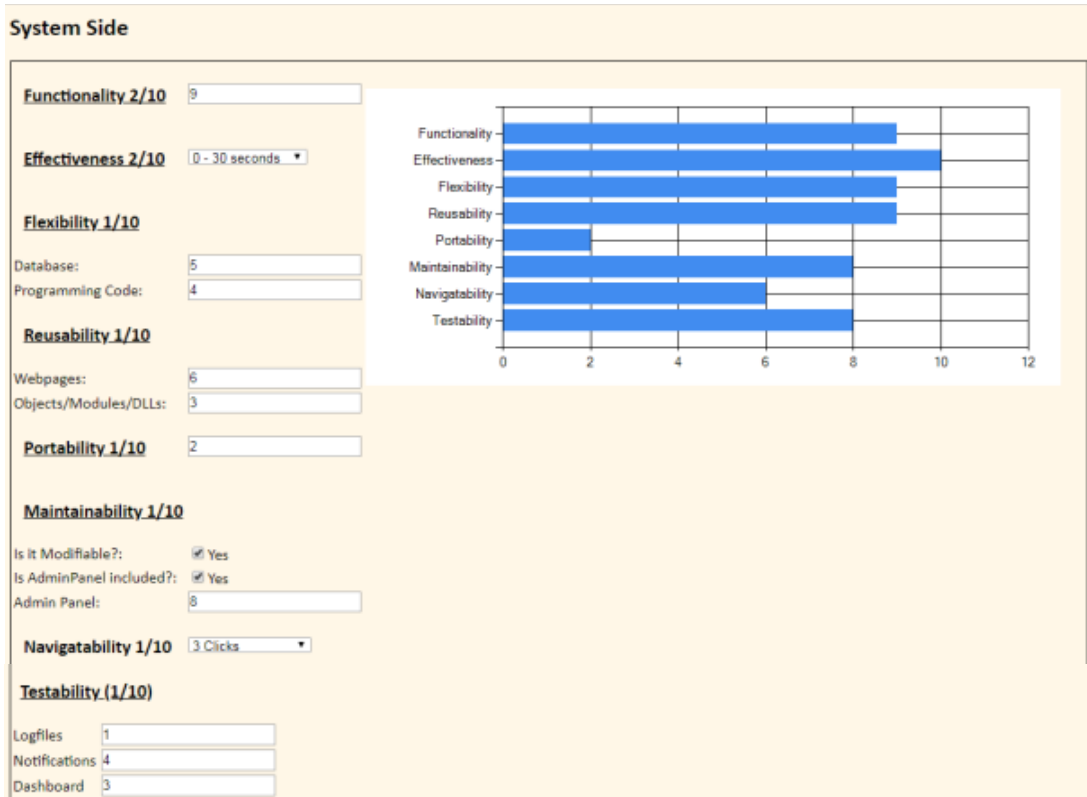 System Side
Functionality 2/10 9
Effectiveness 2/10 0 - 30 seconds
Flexibility 1/10
Database: 5
Programming Code: 4
Reusability 1/10
Webpages: 6
Objects/Modules/DLLs: 3
Portability 1/10 2
Maintainability 1/10
Is it Modifiable?: Yes
Is AdminPanel included?: Yes
Admin Panel: 8
Navigatability 1/10 3 Clicks
Testability (1/10)
Logfiles 1
Notifications 4
Dashboard 3
Functionality
Effectiveness
Flexibility
Reusability
Portability
Maintainability
Navigatability
Testability
0 2 4 6 8 10 12